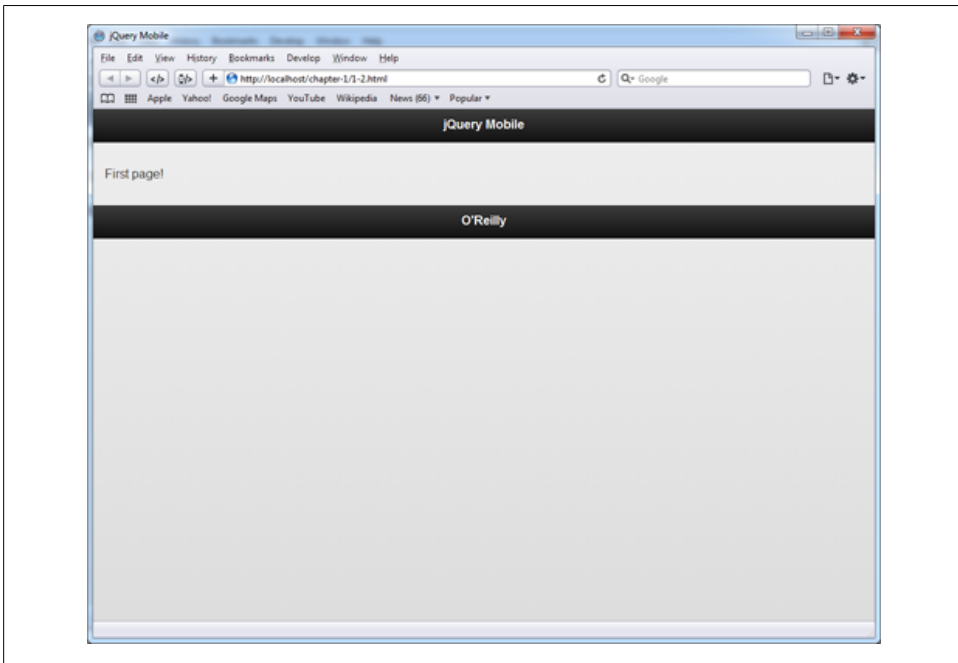 jQuery Mobile
File Edit View History Bookmarks Develop Window Help
</> + http://localhost/chapter-1/1-2.html Q Google
Apple Yahoo! Google Maps YouTube Wikipedia News (66) ▾ Popular ▾
jQuery Mobile
First page!
O'Reilly